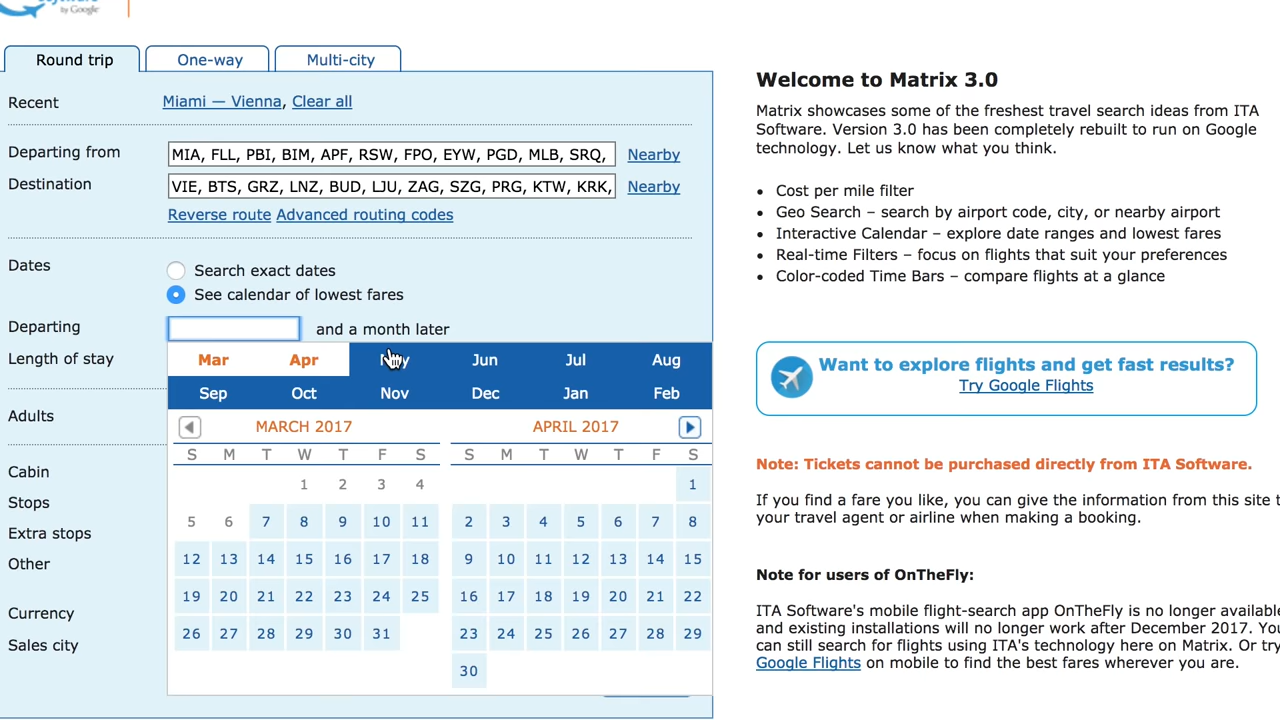 by Google
Round trip
One-way
Multi-city
Recent
Miami — Vienna, Clear all
Departing from
MIA, FLL, PBI, BIM, APF, RSW, FPO, EYW, PGD, MLB, SRQ,
Nearby
Destination
VIE, BTS, GRZ, LNZ, BUD, LJU, ZAG, SZG, PRG, KTW, KRK,
Nearby
Reverse route Advanced routing codes
Dates
Search exact dates
See calendar of lowest fares
Departing
and a month later
Length of stay
Adults
Cabin
Stops
Extra stops
Other
Currency
Sales city
Mar Apr Jun Jul Aug
Sep Oct Nov Dec Jan Feb
MARCH 2017
S M T W T F S
1 2 3 4
5 6 7 8 9 10 11
12 13 14 15 16 17 18
19 20 21 22 23 24 25
26 27 28 29 30 31
APRIL 2017
S M T W T F S
1
2 3 4 5 6 7 8
9 10 11 12 13 14 15
16 17 18 19 20 21 22
23 24 25 26 27 28 29
30
Welcome to Matrix 3.0
Matrix showcases some of the freshest travel search ideas from ITA
Software. Version 3.0 has been completely rebuilt to run on Google
technology. Let us know what you think.
• Cost per mile filter
• Geo Search – search by airport code, city, or nearby airport
• Interactive Calendar – explore date ranges and lowest fares
• Real-time Filters – focus on flights that suit your preferences
• Color-coded Time Bars – compare flights at a glance
Want to explore flights and get fast results?
Try Google Flights
Note: Tickets cannot be purchased directly from ITA Software.
If you find a fare you like, you can give the information from this site
your travel agent or airline when making a booking.
Note for users of OnTheFly:
ITA Software's mobile flight-search app OnTheFly is no longer available
and existing installations will no longer work after December 2017. You
can still search for flights using ITA's technology here on Matrix. Or try
Google Flights on mobile to find the best fares wherever you are.